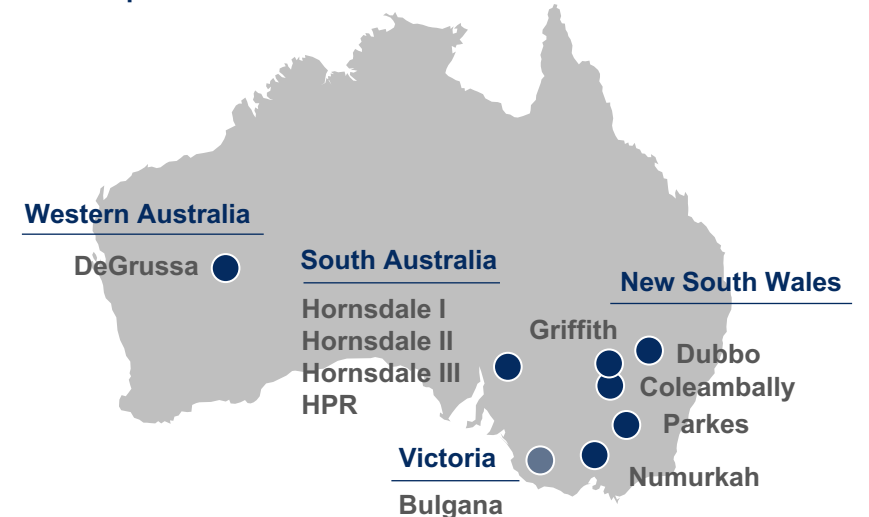 Western Australia
DeGrussa
South Australia
Hornsdale I
Hornsdale II
Hornsdale III
HPR
New South Wales
Griffith
Dubbo
Coleambally
Parkes
Numurkah
Victoria
Bulgana